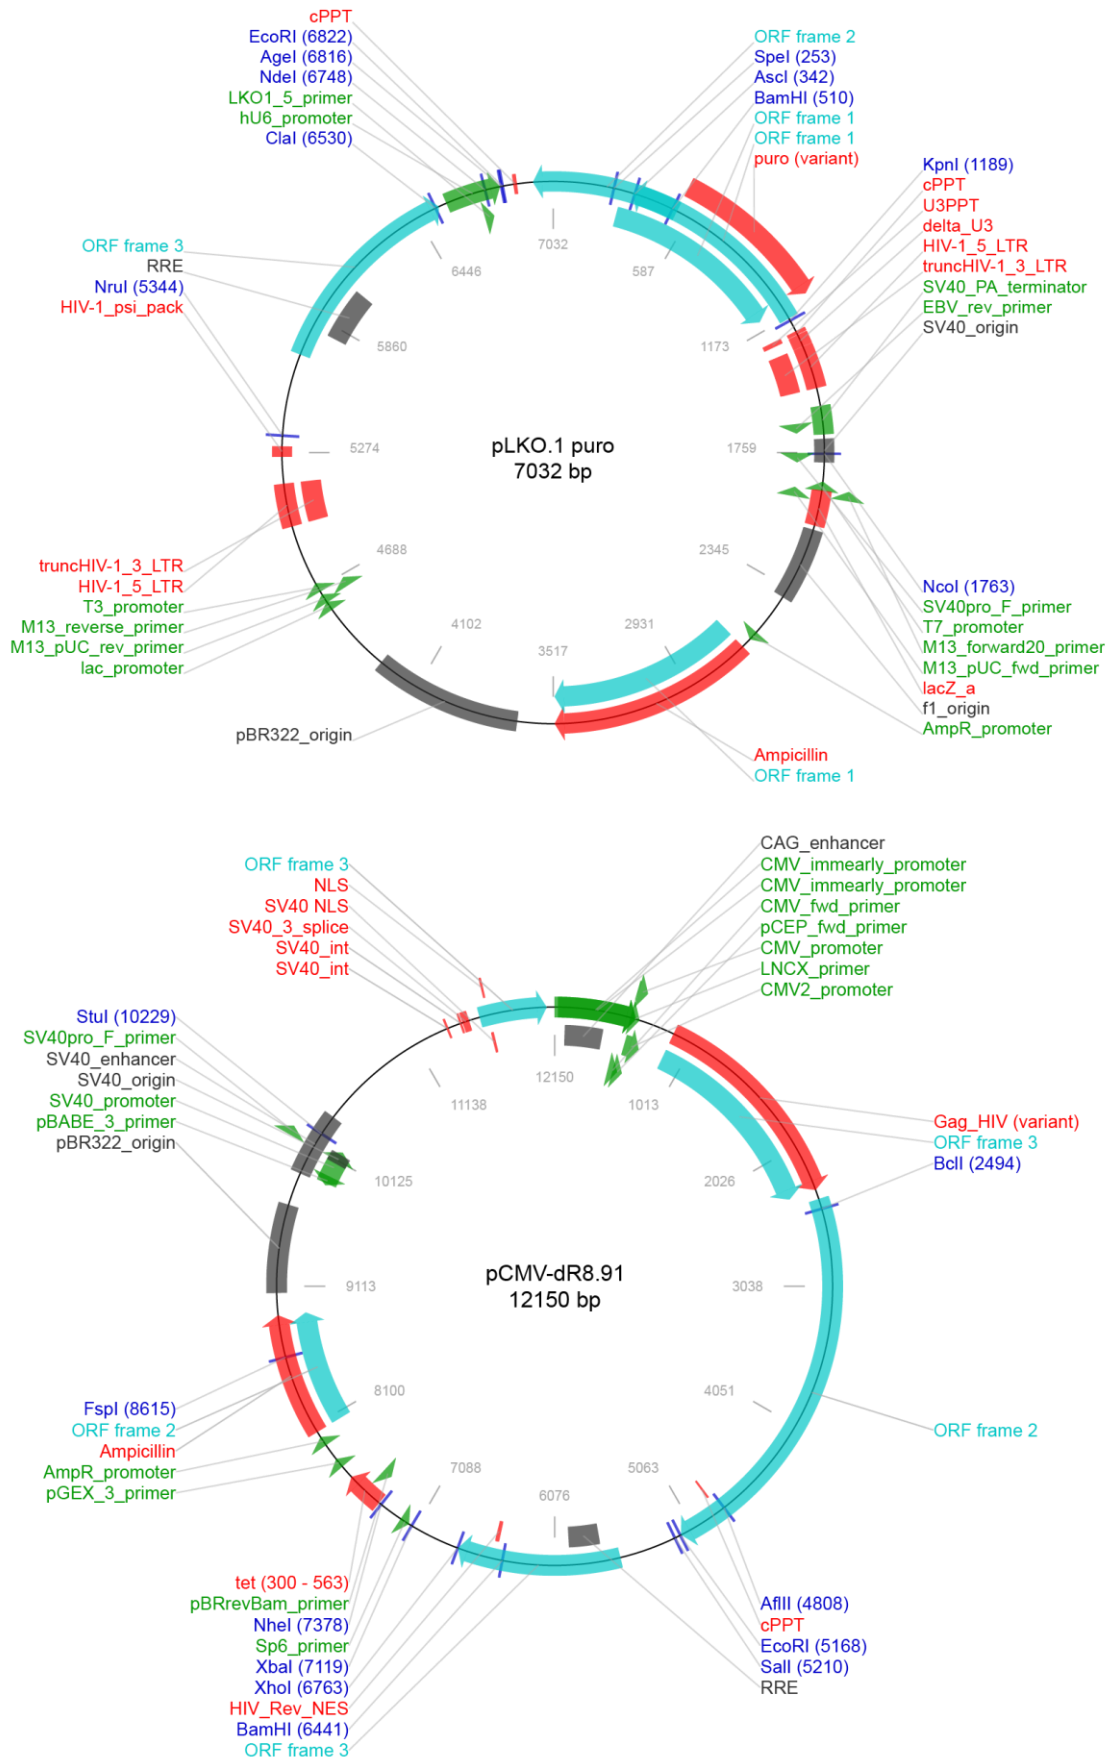 cPPT
EcoRI (6822)
AgeI (6816)
NdeI (6748)
LKO1_5_primer
hU6_promoter
ClaI (6530)
ORF frame 3
RRE
NruI (5344)
HIV-1_psi_pack
ORF frame 2
SpeI (253)
AscI (342)
BamHI (510)
ORF frame 1
ORF frame 1
puro (variant)
KpnI (1189)
cPPT
U3PPT
delta_U3
HIV-1_5_LTR
truncHIV-1_3_LTR
SV40_PA_terminator
EBV_rev_primer
SV40_origin
7032
587
1173
1759
2345
2931
3517
4102
4688
5274
5860
6446
pLKO.1 puro
7032 bp
truncHIV-1_3_LTR
HIV-1_5_LTR
T3_promoter
M13_reverse_primer
M13_pUC_rev_primer
lac_promoter
pBR322_origin
NcoI (1763)
SV40pro_F_primer
T7_promoter
M13_forward20_primer
M13_pUC_fwd_primer
lacZ_a
f1_origin
AmpR_promoter
Ampicillin
ORF frame 1
ORF frame 3
NLS
SV40 NLS
SV40_3_splice
SV40_int
SV40_int
StuI (10229)
SV40pro_F_primer
SV40_enhancer
SV40_origin
SV40_promoter
pBABE_3_primer
pBR322_origin
CAG_enhancer
CMV_immearly_promoter
CMV_immearly_promoter
CMV_fwd_primer
pCEP_fwd_primer
CMV_promoter
LNCX_primer
CMV2_promoter
Gag_HIV (variant)
ORF frame 3
BclI (2494)
12150
1013
2026
3038
4051
5063
6076
7088
8100
9113
10125
11138
pCMV-dR8.91
12150 bp
ORF frame 2
FspI (8615)
ORF frame 2
Ampicillin
AmpR_promoter
pGEX_3_primer
tet (300 - 563)
pBRrevBam_primer
NheI (7378)
Sp6_primer
XbaI (7119)
XhoI (6763)
HIV_Rev_NES
BamHI (6441)
ORF frame 3
AflII (4808)
cPPT
EcoRI (5168)
SalI (5210)
RRE